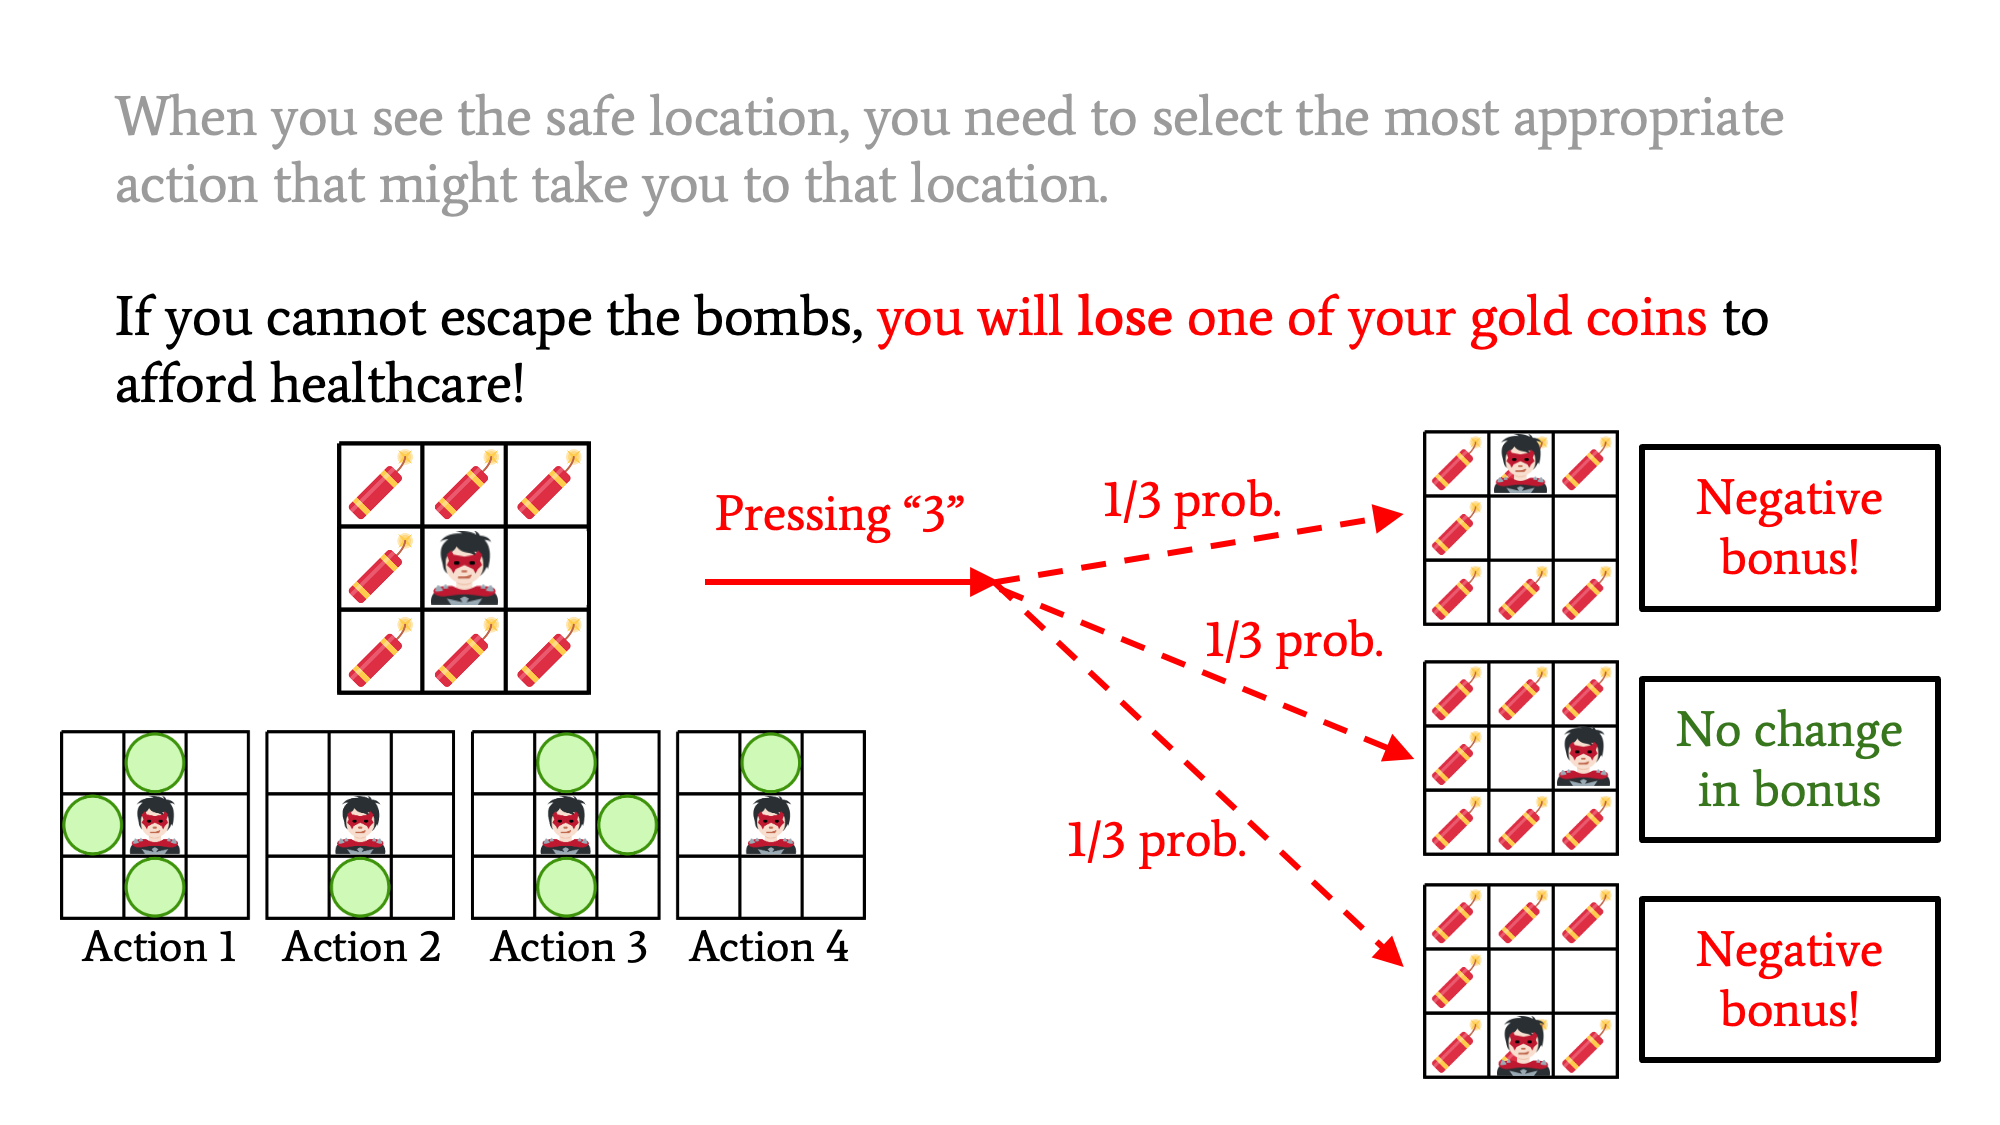 When you see the safe location, you need to select the most appropriate
action that might take you to that location.
If you cannot escape the bombs, you will lose one of your gold coins to
afford healthcare!
Pressing “3”
1/3 prob.
1/3 prob.
1/3 prob.
Negative
bonus!
No change
in bonus
Negative
bonus!
Action 1
Action 2
Action 3
Action 4